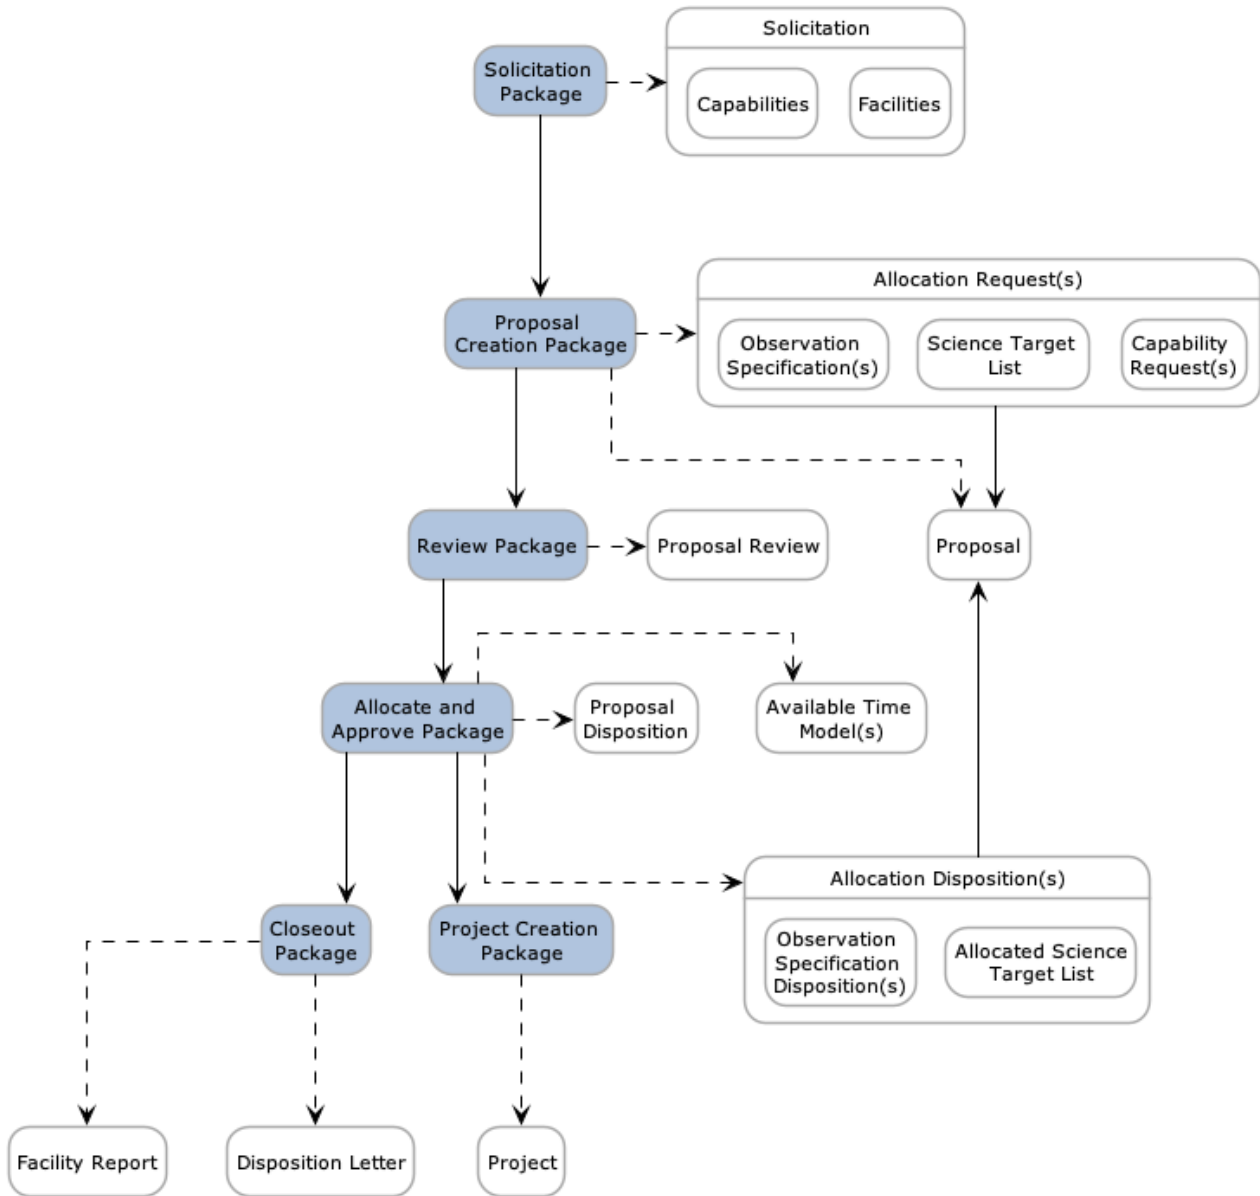 Solicitation
Solicitation
Package
Capabilities
Facilities
Allocation Request(s)
Proposal
Creation Package
Observation
Specification(s)
Science Target
List
Capability
Request(s)
Review Package
Proposal Review
Proposal
Allocate and
Approve Package
Proposal
Disposition
Available Time
Model(s)
Allocation Disposition(s)
Closeout
Package
Project Creation
Package
Observation
Specification
Disposition(s)
Allocated Science
Target List
Facility Report
Disposition Letter
Project